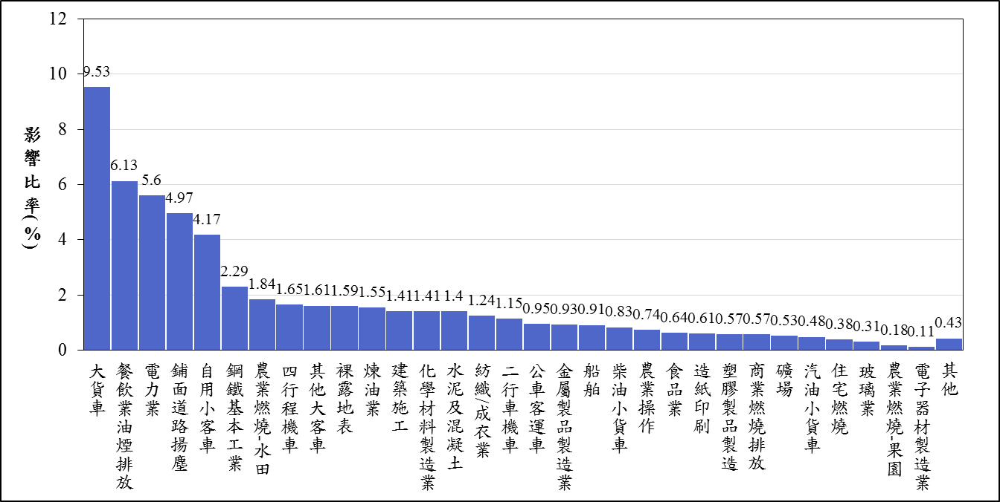 12
10
8
6
4
2
0
影響比率(%)
9.53
6.13
5.6
4.97
4.17
2.29
1.84
1.65
1.61
1.59
1.55
1.41
1.41
1.4
1.24
1.15
0.95
0.93
0.91
0.83
0.74
0.64
0.61
0.57
0.57
0.53
0.48
0.38
0.31
0.18
0.11
0.43
大貨車
餐飲業油煙排放
電力業
鋪面道路揚塵
自用小客車
鋼鐵基本工業
農業燃燒-水田
四行程機車
其他大客車
裸露地表
煉油業
建築施工
化學材料製造業
水泥及混凝土
紡織/成衣業
二行車機車
公車客運車
金屬製品製造業
船舶
柴油小貨車
農業操作
食品業
造紙印刷
塑膠製品製造
商業燃燒排放
礦場
汽油小貨車
住宅燃燒
玻璃業
農業燃燒-果園
電子器材製造業
其他